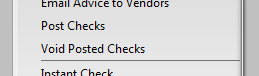 Email Advice to Vendors
Post Checks
Void Posted Checks
Instant Check